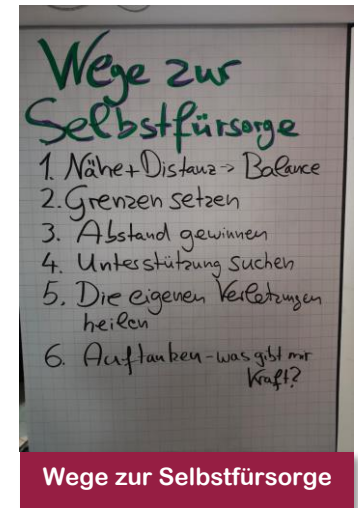 Wege zur
Selbstfürsorge
1. Nähe+Distanz -> Balance
2. Grenzen setzen
3. Abstand gewinnen
4. Untersstützung suchen
5. Die eigenen Verletzungen
heilen
6. Auftanken - was gibt mir
Kraft?
Wege zur Selbstfürsorge